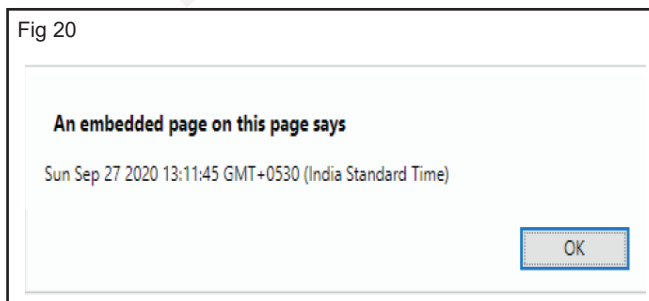 Fig 20
An embedded page on this page says
Sun Sep 27 2020 13:11:45 GMT+0530 (India Standard Time)
OK